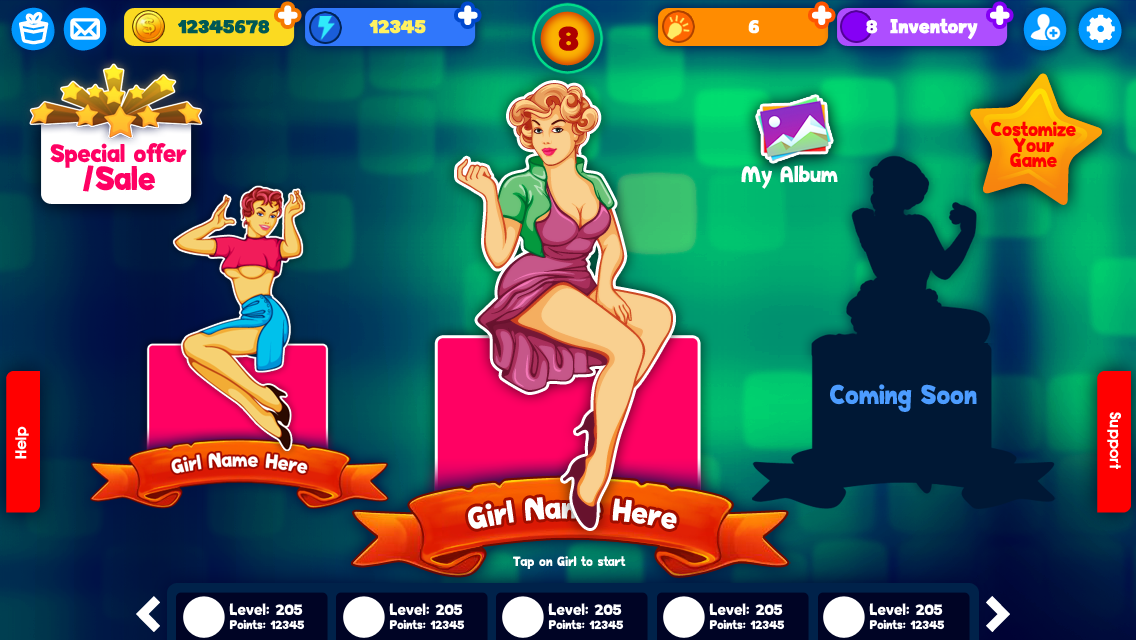 12345678
12345
8
6
8 Inventory
Special offer
/Sale
My Album
Costomize
Your
Game
Coming Soon
Help
Support
Girl Name Here
Girl Name Here
Tap on Girl to start
Level: 205
Points: 12345
Level: 205
Points: 12345
Level: 205
Points: 12345
Level: 205
Points: 12345
Level: 205
Points: 12345